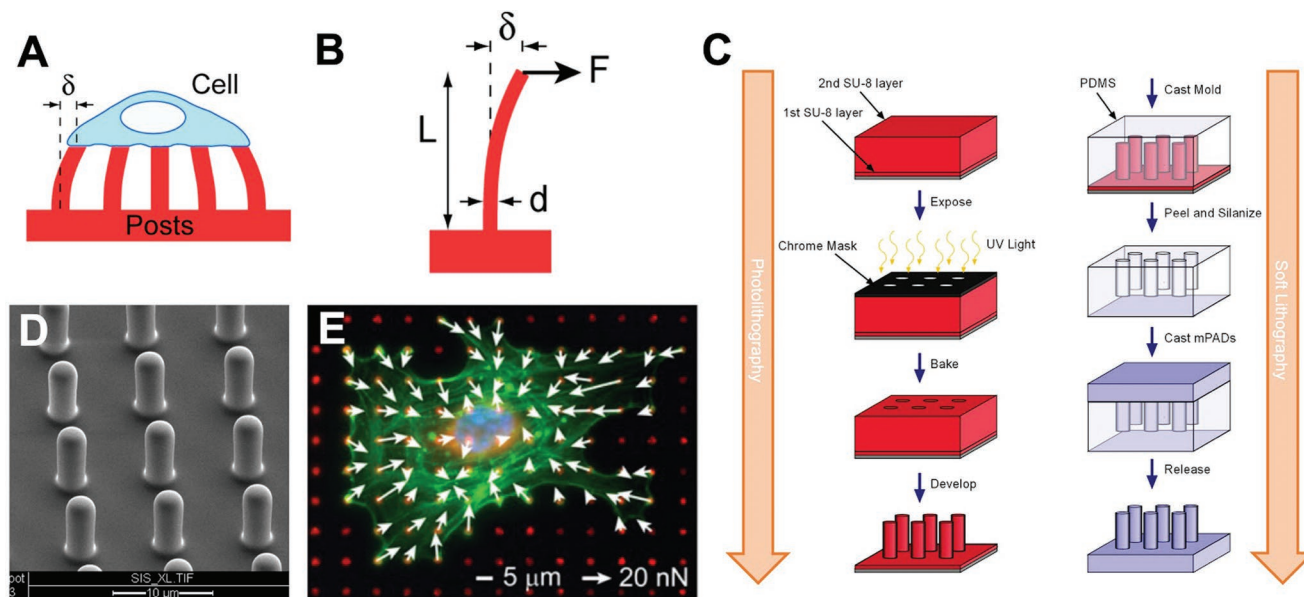 A
δ
Cell
Posts
B
δ
F
L
d
C
Photolithography
2nd SU-8 layer
1st SU-8 layer
Expose
Chrome Mask
UV Light
Bake
Develop
PDMS
Cast Mold
Peel and Silanize
Cast mPADs
Release
Soft Lithography
D
pot
SIS_XL.TIF
10 µm
E
5 µm
20 nN